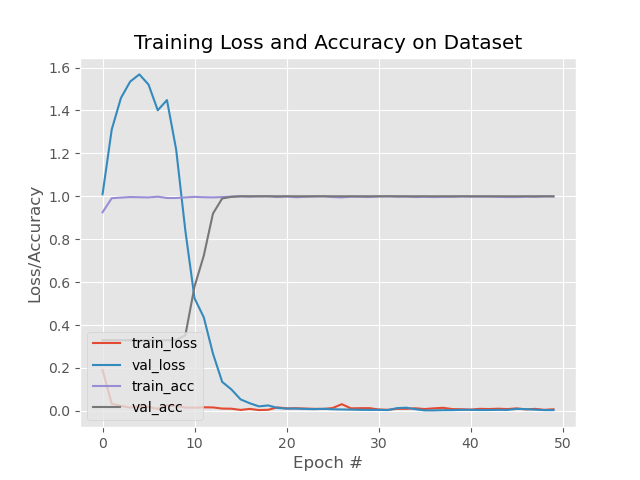 Training Loss and Accuracy on Dataset
1.6
1.4
1.2
1.0
0.8
0.6
0.4
0.2
0.0
Loss/Accuracy
train_loss
val_loss
train_acc
val_acc
0 10 20 30 40 50
Epoch #